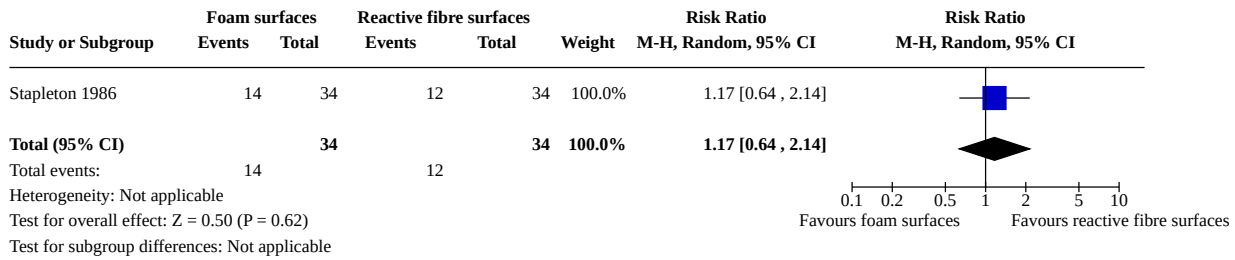 Foam surfaces Reactive fibre surfaces Risk Ratio Risk Ratio
Study or Subgroup Events Total Events Total Weight M-H, Random, 95% CI M-H, Random, 95% CI
Stapleton 1986 14 34 12 34 100.0% 1.17 [0.64 , 2.14]
Total (95% CI) 34 34 100.0% 1.17 [0.64 , 2.14]
Total events: 14 12
Heterogeneity: Not applicable
0.1 0.2 0.5 1 2 5 10
Test for overall effect: Z = 0.50 (P = 0.62)
Favours foam surfaces Favours reactive fibre surfaces
Test for subgroup differences: Not applicable